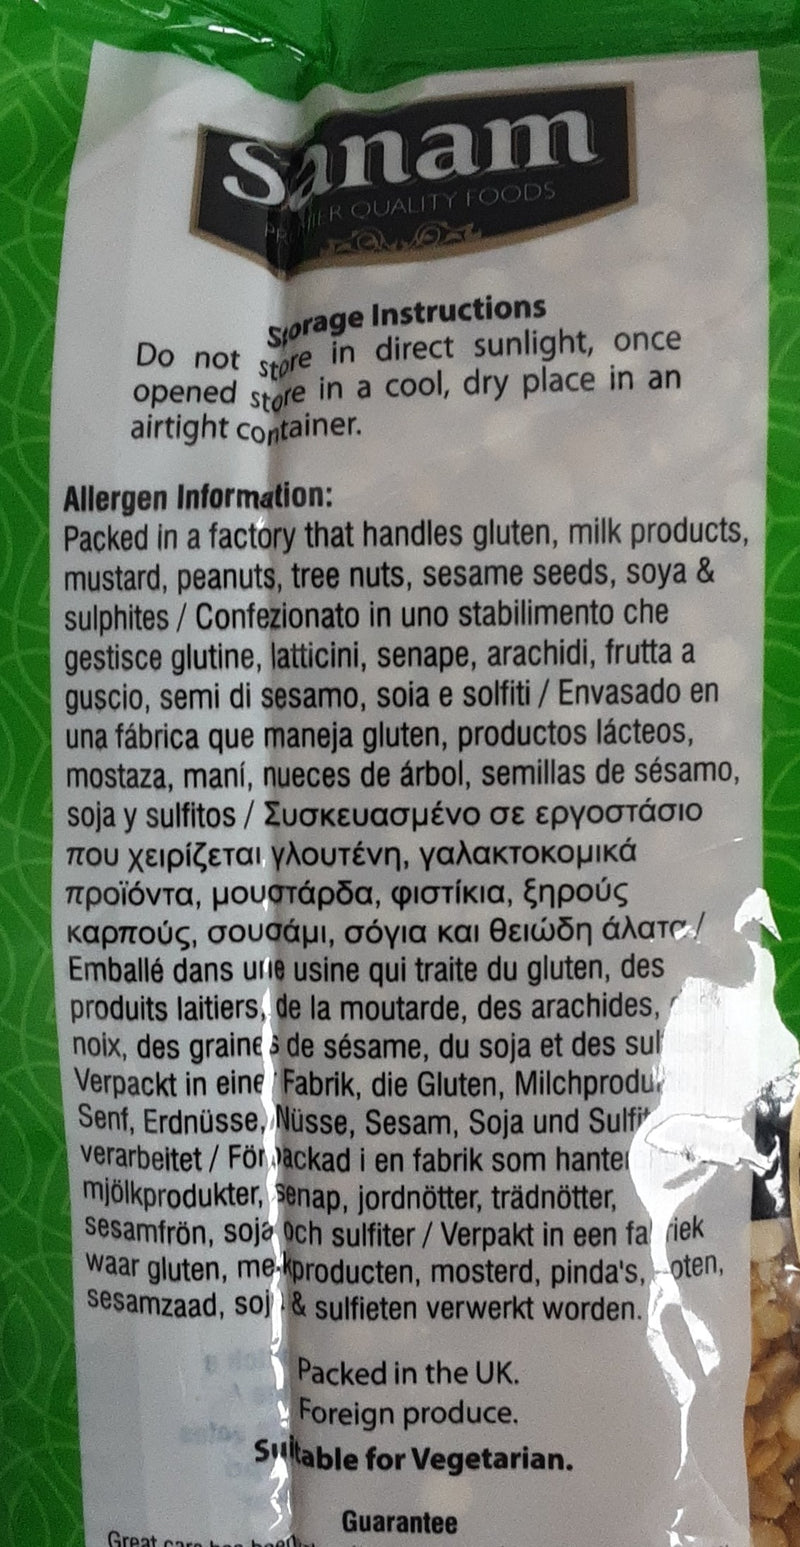 Sanam
PREMIER QUALITY FOODS
Storage Instructions
Do not store in direct sunlight, once
opened store in a cool, dry place in an
airtight container.
Allergen Information:
Packed in a factory that handles gluten, milk products,
mustard, peanuts, tree nuts, sesame seeds, soya &
sulphites / Confezionato in uno stabilimento che
gestisce glutine, latticini, senape, arachidi, frutta a
guscio, semi di sesamo, soia e solfiti / Envasado en
una fábrica que maneja gluten, productos lácteos,
mostaza, maní, nueces de árbol, semillas de sésamo,
soja y sulfitos / Συσκευασμένο σε εργοστάσιο
που χειρίζεται γλουτένη, γαλακτοκομικά
προϊόντα, μουστάρδα, φιστίκια, ξηρούς
καρπούς, σουσάμι, σόγια και θειώδη άλατα /
Emballé dans une usine qui traite du gluten, des
produits laitiers, de la moutarde, des arachides,
noix, des graines de sésame, du soja et des
Verpackt in einer Fabrik, die Gluten,
Senf, Erdnüsse, Nüsse, Sesam, Soja und
verarbeitet / Förpackad i en fabrik som
mjölkprodukter, senap, jordnötter, trädnötter,
sesamfrön, soja och sulfiter / Verpakt in een fabriek
waar gluten, melkproducten, mosterd, pinda's, noten,
sesamzaad, soja & sulfieten verwerkt worden.
Packed in the UK.
Foreign produce.
Suitable for Vegetarian.
Guarantee
Great care has been